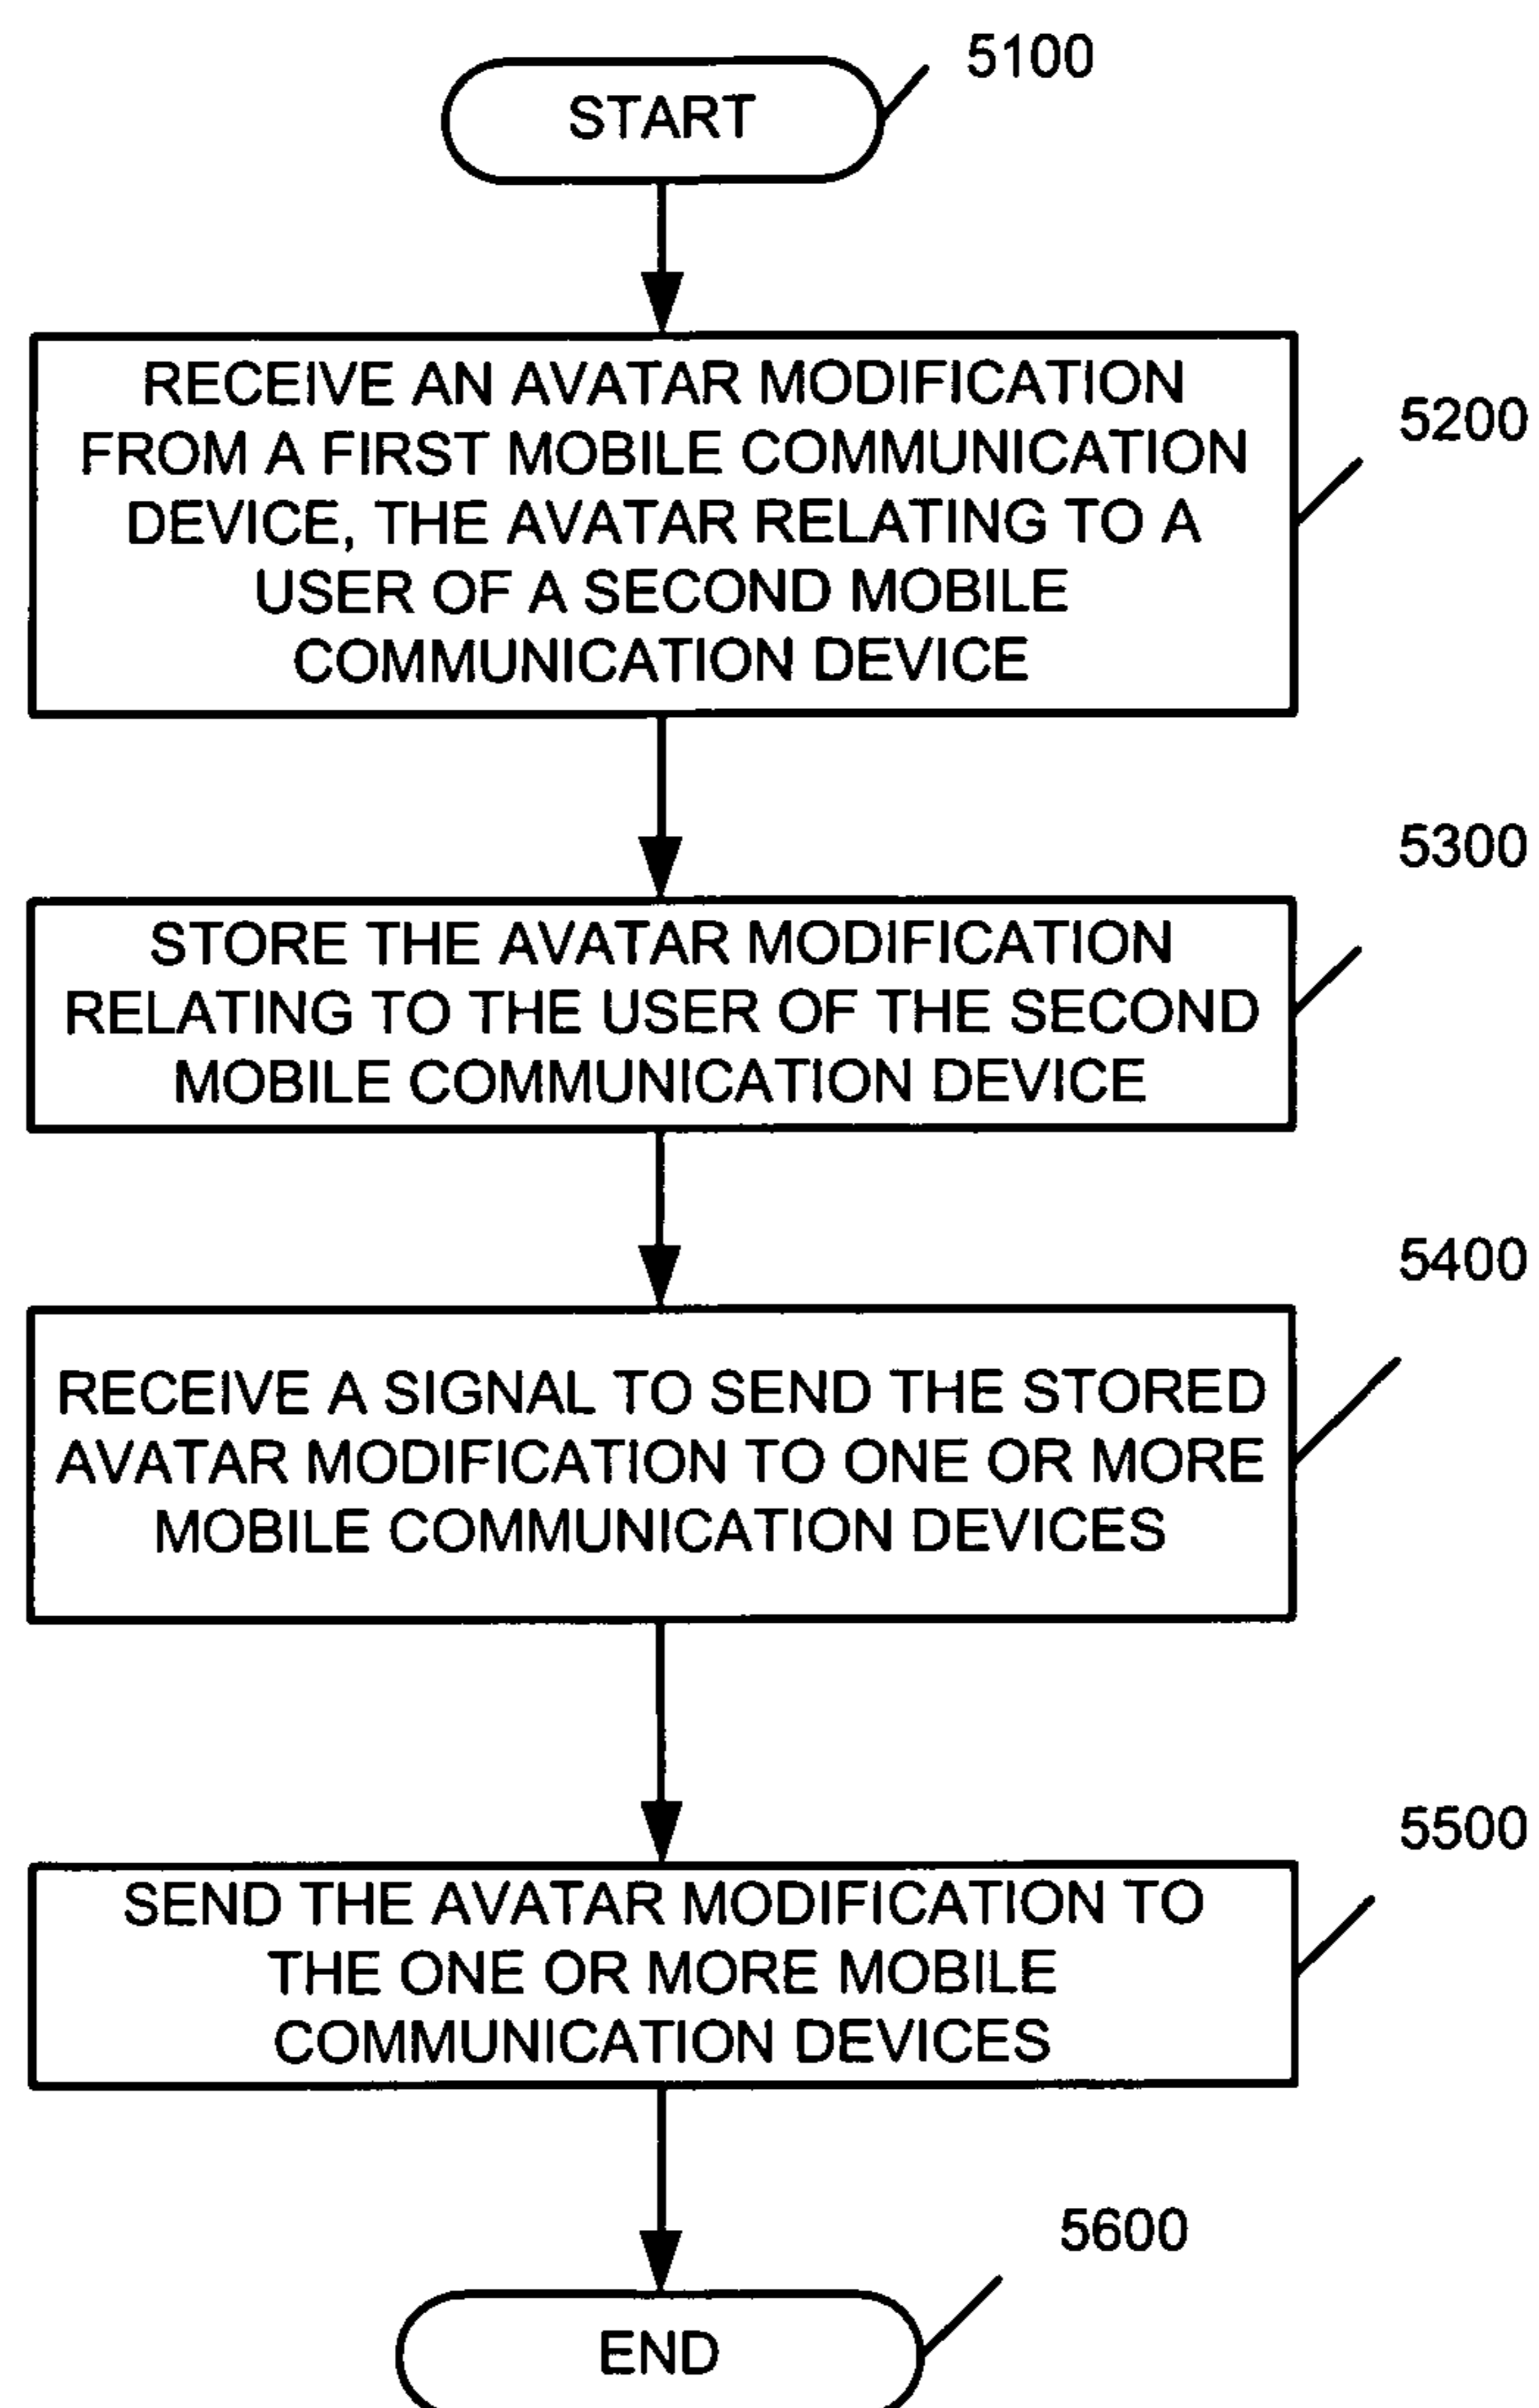 5100
START
RECEIVE AN AVATAR MODIFICATION
FROM A FIRST MOBILE COMMUNICATION
DEVICE, THE AVATAR RELATING TO A
USER OF A SECOND MOBILE
COMMUNICATION DEVICE
5200
5300
STORE THE AVATAR MODIFICATION
RELATING TO THE USER OF THE SECOND
MOBILE COMMUNICATION DEVICE
5400
RECEIVE A SIGNAL TO SEND THE STORED
AVATAR MODIFICATION TO ONE OR MORE
MOBILE COMMUNICATION DEVICES
5500
SEND THE AVATAR MODIFICATION TO
THE ONE OR MORE MOBILE
COMMUNICATION DEVICES
5600
END